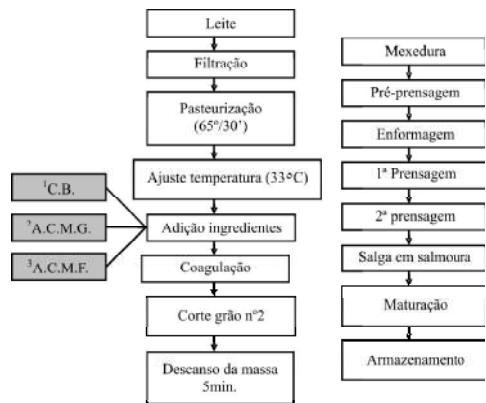 Leite
Filtração
Pasteurização
(65º/30’)
Ajuste temperatura (33ºC)
¹C.B.
²A.C.M.G.
³A.C.M.F.
Adição ingredientes
Coagulação
Corte grão nº2
Descanso da massa
5min.
Mexedura
Pré-prensagem
Enformagem
1ª Prensagem
2ª prensagem
Salga em salmoura
Maturação
Armazenamento